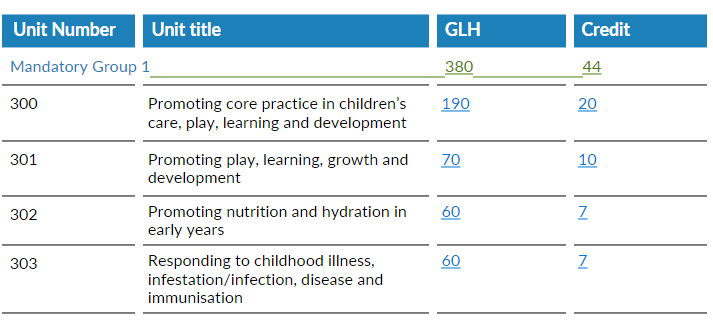 Unit Number Unit title GLH Credit
Mandatory Group 1 380 44
300 Promoting core practice in children's 190 20
care, play, learning and development
301 Promoting play, learning, growth and 70 10
development
302 Promoting nutrition and hydration in 60 7
early years
303 Responding to childhood illness, 60 7
infestation/infection, disease and
immunisation